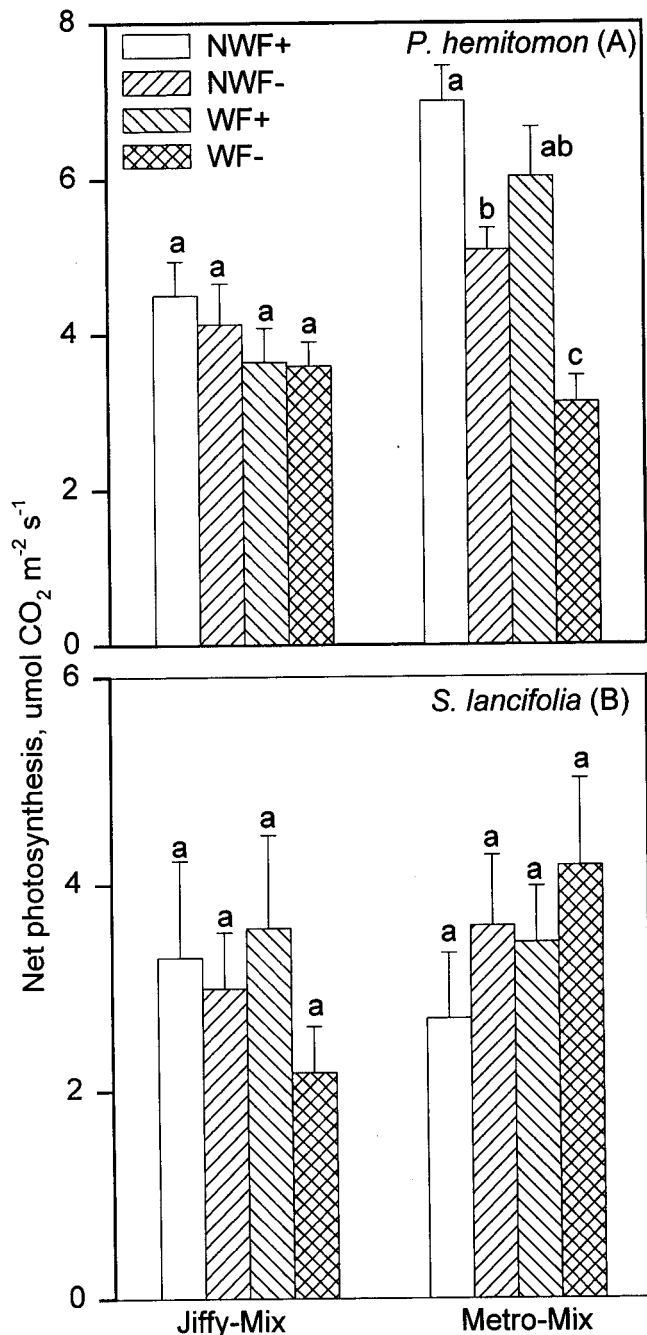 8
6
4
2
0
NWF+
NWF-
WF+
WF-
P. hemitomon (A)
a
a
a
a
a
b
ab
c
Net photosynthesis, umol CO₂ m⁻² s⁻¹
6
4
2
0
S. lancifolia (B)
a
a
a
a
a
a
a
a
Jiffy-Mix
Metro-Mix